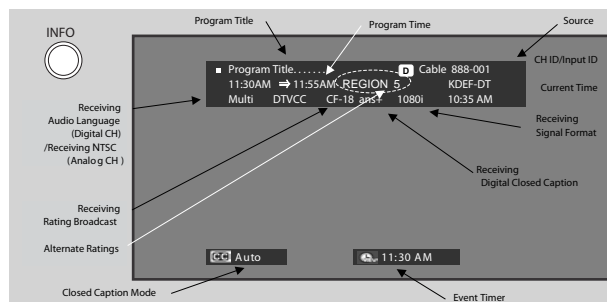 INFO
Program Title
Program Time
Source
Program Title.......
D Cable 888-001
CH ID/Input ID
11:30AM ⇒ 11:55AM REGION 5
KDEF-DT
Current Time
Multi DTVCC CF-18 ans+ 1080i 10:35 AM
Receiving
Audio Language
(Digital CH)
/Receiving NTSC
(Analog CH )
Receiving
Signal Format
Receiving
Digital Closed Caption
Receiving
Rating Broadcast
Alternate Ratings
CC Auto
11:30 AM
Closed Caption Mode
Event Timer